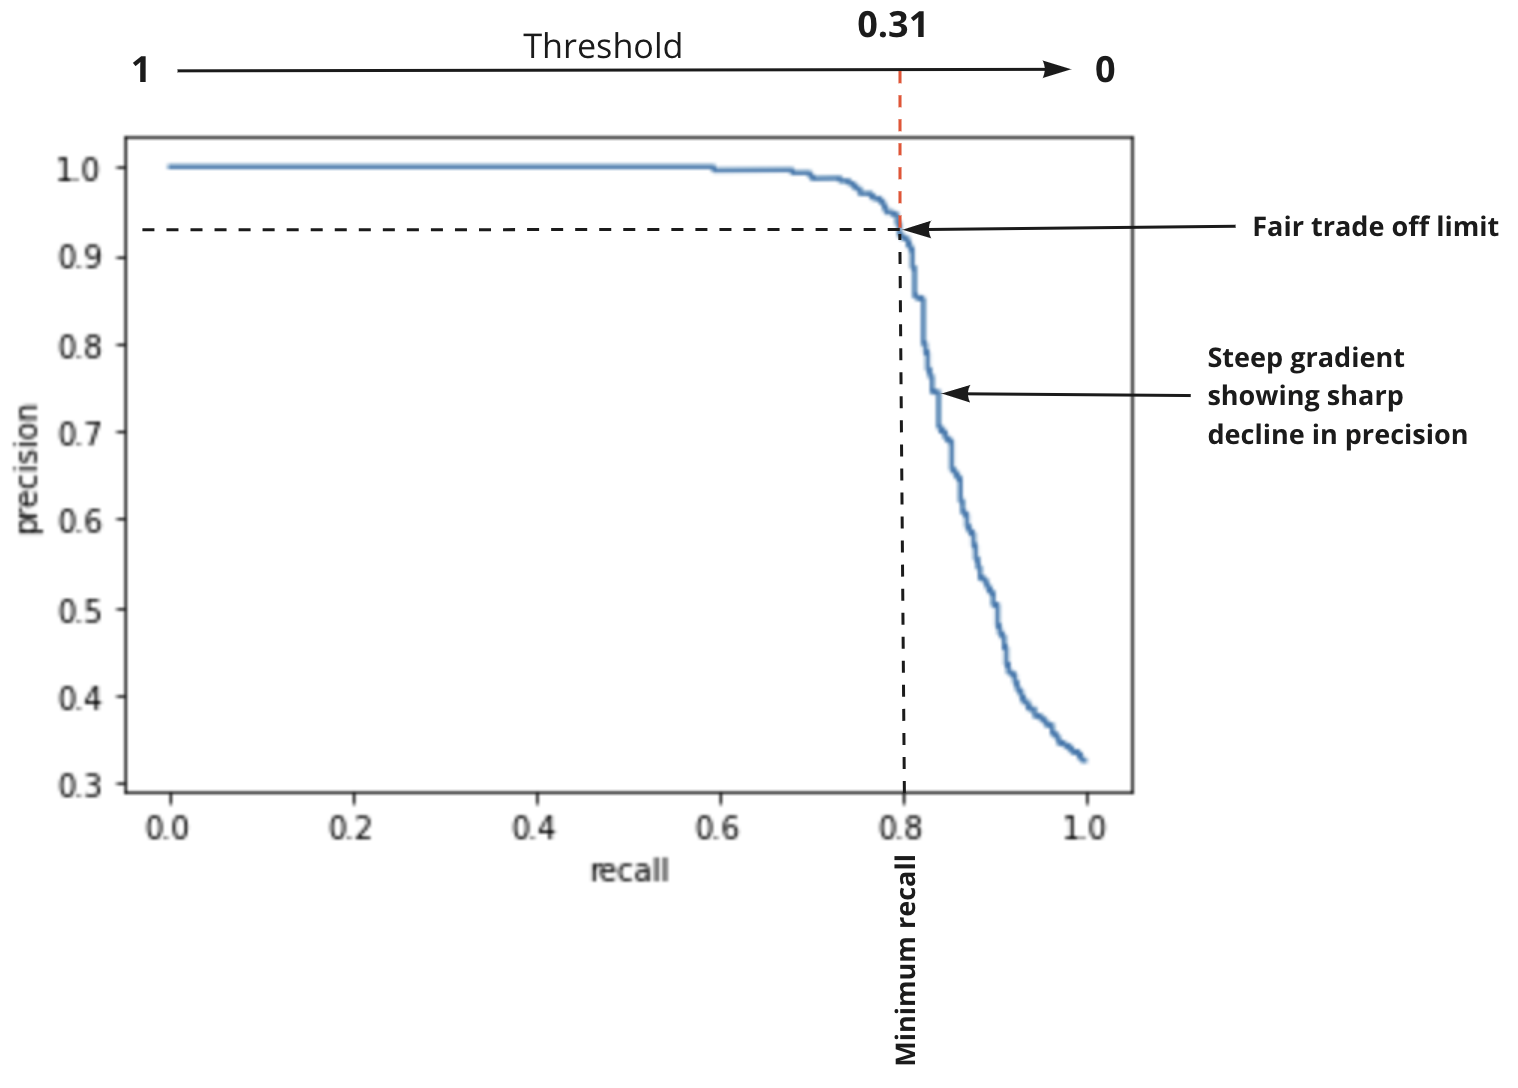 0.31
Threshold
1
0
1.0
0.9
0.8
0.7
0.6
0.5
0.4
0.3
precision
Fair trade off limit
Steep gradient
showing sharp
decline in precision
0.0 0.2 0.4 0.6 0.8 1.0
recall
Minimum recall